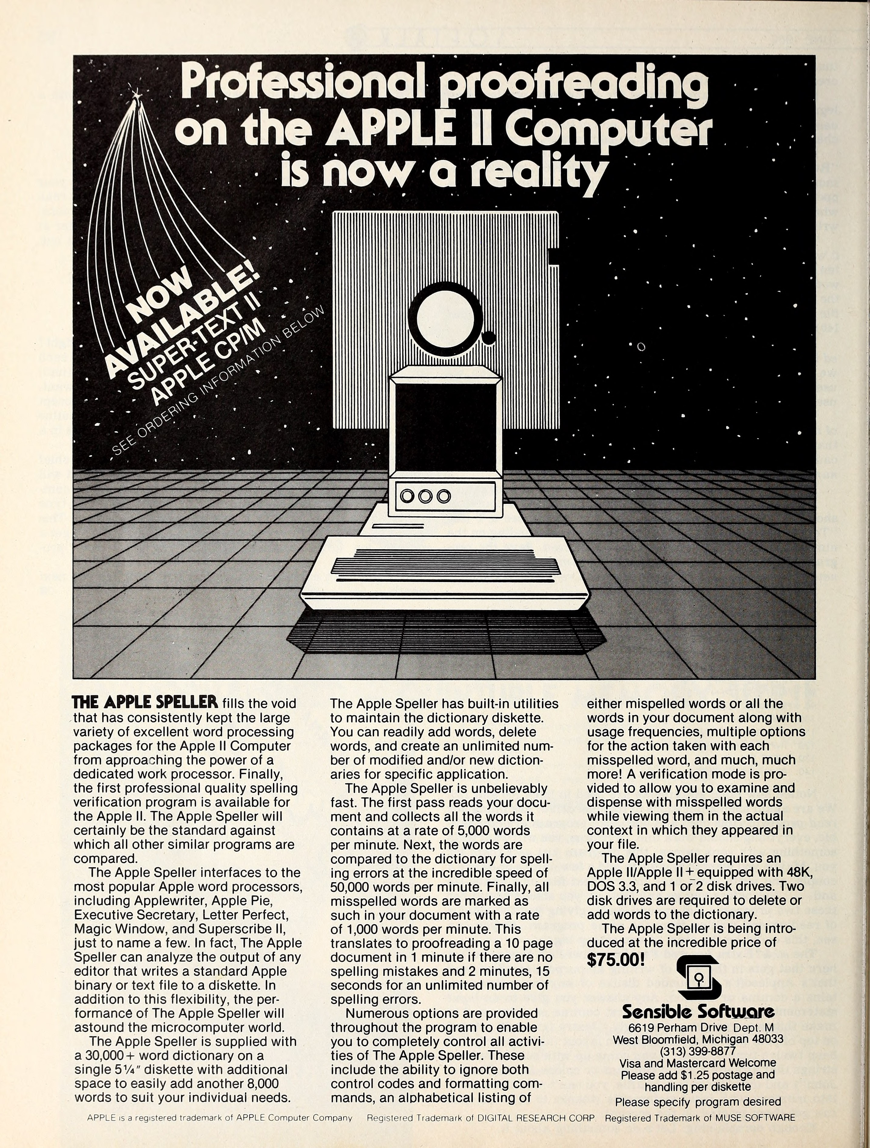 Professional proofreading
on the APPLE II Computer
is now a reality
NOW
AVAILABLE!
SUPER-TEXT II
APPLE CP/M
SEE ORDERING INFORMATION BELOW
THE APPLE SPELLER fills the void
that has consistently kept the large
variety of excellent word processing
packages for the Apple II Computer
from approaching the power of a
dedicated work processor. Finally,
the first professional quality spelling
verification program is available for
the Apple II. The Apple Speller will
certainly be the standard against
which all other similar programs are
compared.
The Apple Speller interfaces to the
most popular Apple word processors,
including Applewriter, Apple Pie,
Executive Secretary, Letter Perfect,
Magic Window, and Superscribe II,
just to name a few. In fact, The Apple
Speller can analyze the output of any
editor that writes a standard Apple
binary or text file to a diskette. In
addition to this flexibility, the per-
formance of The Apple Speller will
astound the microcomputer world.
The Apple Speller is supplied with
a 30,000+ word dictionary on a
single 5¼" diskette with additional
space to easily add another 8,000
words to suit your individual needs.
The Apple Speller has built-in utilities
to maintain the dictionary diskette.
You can readily add words, delete
words, and create an unlimited num-
ber of modified and/or new diction-
aries for specific application.
The Apple Speller is unbelievably
fast. The first pass reads your docu-
ment and collects all the words it
contains at a rate of 5,000 words
per minute. Next, the words are
compared to the dictionary for spell-
ing errors at the incredible speed of
50,000 words per minute. Finally, all
misspelled words are marked as
such in your document with a rate
of 1,000 words per minute. This
translates to proofreading a 10 page
document in 1 minute if there are no
spelling mistakes and 2 minutes, 15
seconds for an unlimited number of
spelling errors.
Numerous options are provided
throughout the program to enable
you to completely control all activi-
ties of The Apple Speller. These
include the ability to ignore both
control codes and formatting com-
mands, an alphabetical listing of
either mispelled words or all the
words in your document along with
usage frequencies, multiple options
for the action taken with each
misspelled word, and much, much
more! A verification mode is pro-
vided to allow you to examine and
dispense with misspelled words
while viewing them in the actual
context in which they appeared in
your file.
The Apple Speller requires an
Apple II/Apple II+ equipped with 48K,
DOS 3.3, and 1 or 2 disk drives. Two
disk drives are required to delete or
add words to the dictionary.
The Apple Speller is being intro-
duced at the incredible price of
$75.00!
Sensible Software
6619 Perham Drive Dept. M
West Bloomfield, Michigan 48033
(313) 399-8877
Visa and Mastercard Welcome
Please add $1.25 postage and
handling per diskette
Please specify program desired
APPLE is a registered trademark of APPLE Computer Company Registered Trademark of DIGITAL RESEARCH CORP. Registered Trademark of MUSE SOFTWARE